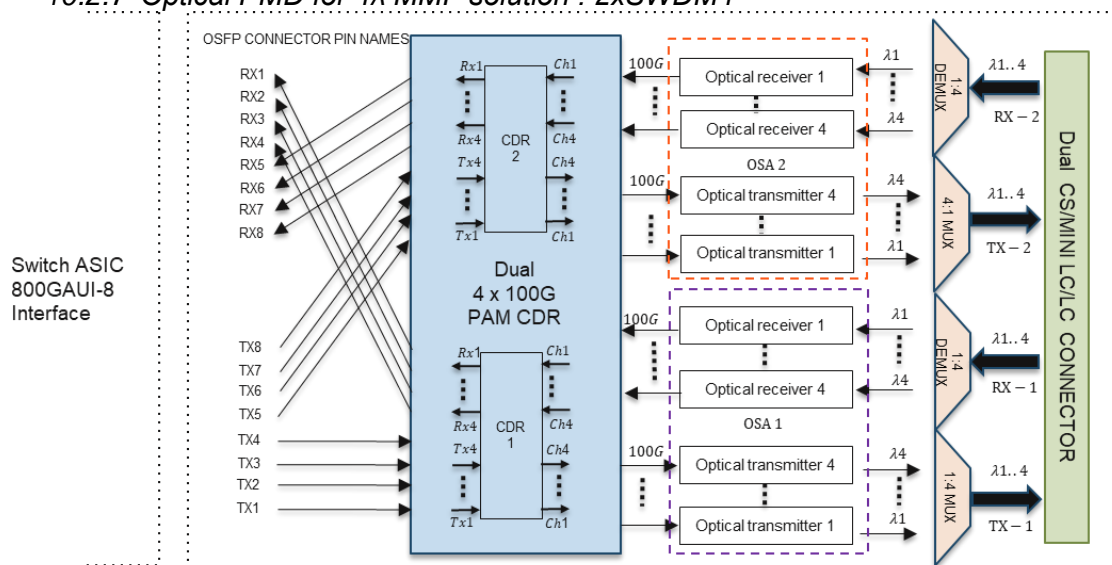 OSFP CONNECTOR PIN NAMES
RX1
RX2
RX3
RX4
RX5
RX6
RX7
RX8
Switch ASIC
800GAUI-8
Interface
TX8
TX7
TX6
TX5
TX4
TX3
TX2
TX1
Rx1
Rx4
Tx4
Tx1
CDR
2
Ch1
Ch4
Ch4
Ch1
Dual
4 x 100G
PAM CDR
Rx1
Rx4
Tx4
Tx1
CDR
1
Ch1
Ch4
Ch4
Ch1
100G
100G
100G
100G
Optical receiver 1
Optical receiver 4
OSA 2
Optical transmitter 4
Optical transmitter 1
Optical receiver 1
Optical receiver 4
OSA 1
Optical transmitter 4
Optical transmitter 1
λ1
λ4
λ4
λ1
λ1
λ4
λ4
λ1
1:4
DEMUX
4:1 MUX
1:4
DEMUX
1:4 MUX
λ1..4
RX−2
λ1..4
TX−2
λ1..4
RX−1
λ1..4
TX−1
Dual CS/MINI LC/LC CONNECTOR